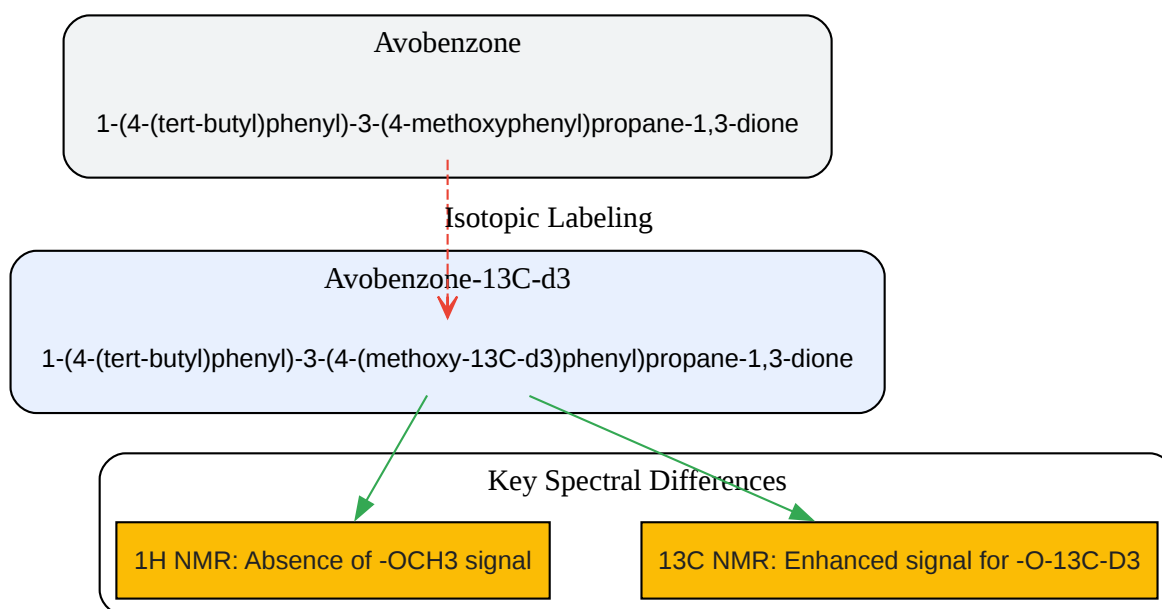 Avobenzone
1-(4-(tert-butyl)phenyl)-3-(4-methoxyphenyl)propane-1,3-dione
Isotopic Labeling
Avobenzone-13C-d3
1-(4-(tert-butyl)phenyl)-3-(4-(methoxy-13C-d3)phenyl)propane-1,3-dione
Key Spectral Differences
1H NMR: Absence of -OCH3 signal
13C NMR: Enhanced signal for -O-13C-D3